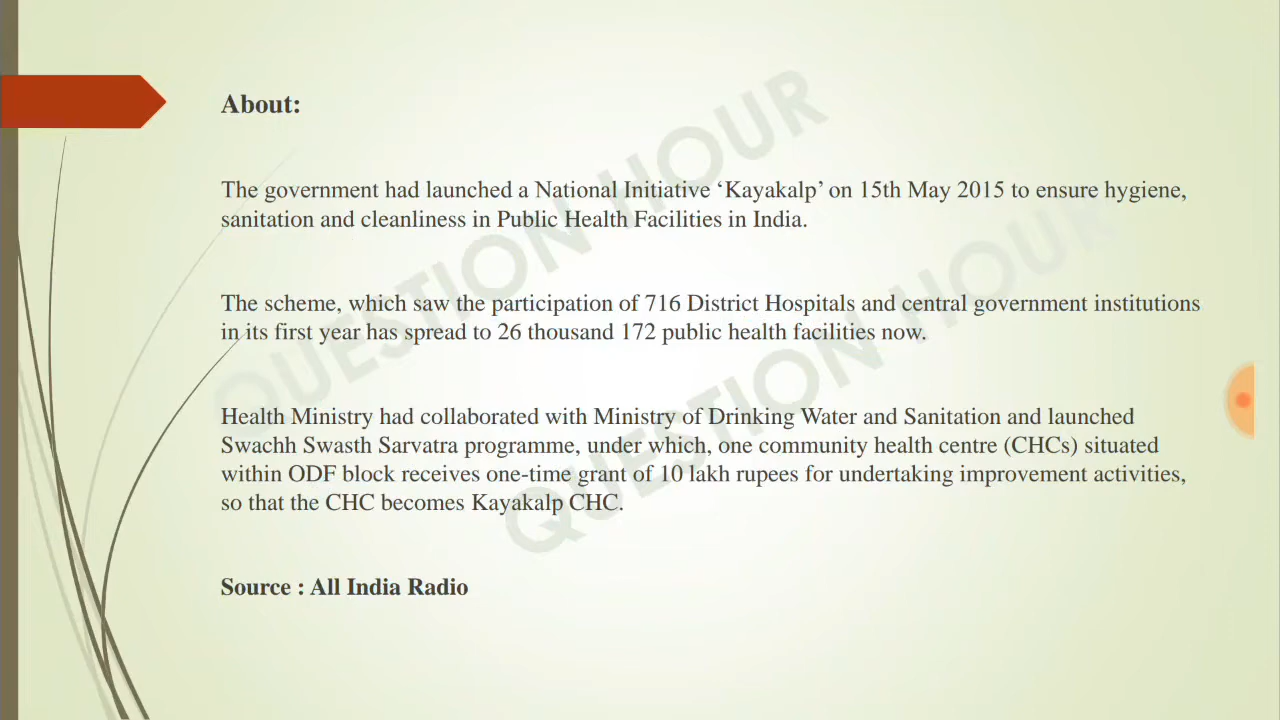 About:
The government had launched a National Initiative ‘Kayakalp’ on 15th May 2015 to ensure hygiene,
sanitation and cleanliness in Public Health Facilities in India.
The scheme, which saw the participation of 716 District Hospitals and central government institutions
in its first year has spread to 26 thousand 172 public health facilities now.
Health Ministry had collaborated with Ministry of Drinking Water and Sanitation and launched
Swachh Swasth Sarvatra programme, under which, one community health centre (CHCs) situated
within ODF block receives one-time grant of 10 lakh rupees for undertaking improvement activities,
so that the CHC becomes Kayakalp CHC.
Source : All India Radio
QUESTION HOUR
QUESTION HOUR